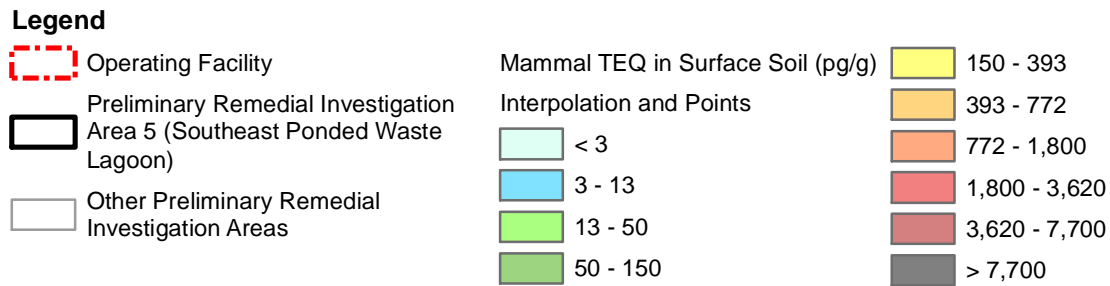 Legend
Operating Facility
Preliminary Remedial Investigation
Area 5 (Southeast Ponded Waste
Lagoon)
Other Preliminary Remedial
Investigation Areas
Mammal TEQ in Surface Soil (pg/g)
Interpolation and Points
< 3
3 - 13
13 - 50
50 - 150
150 - 393
393 - 772
772 - 1,800
1,800 - 3,620
3,620 - 7,700
> 7,700